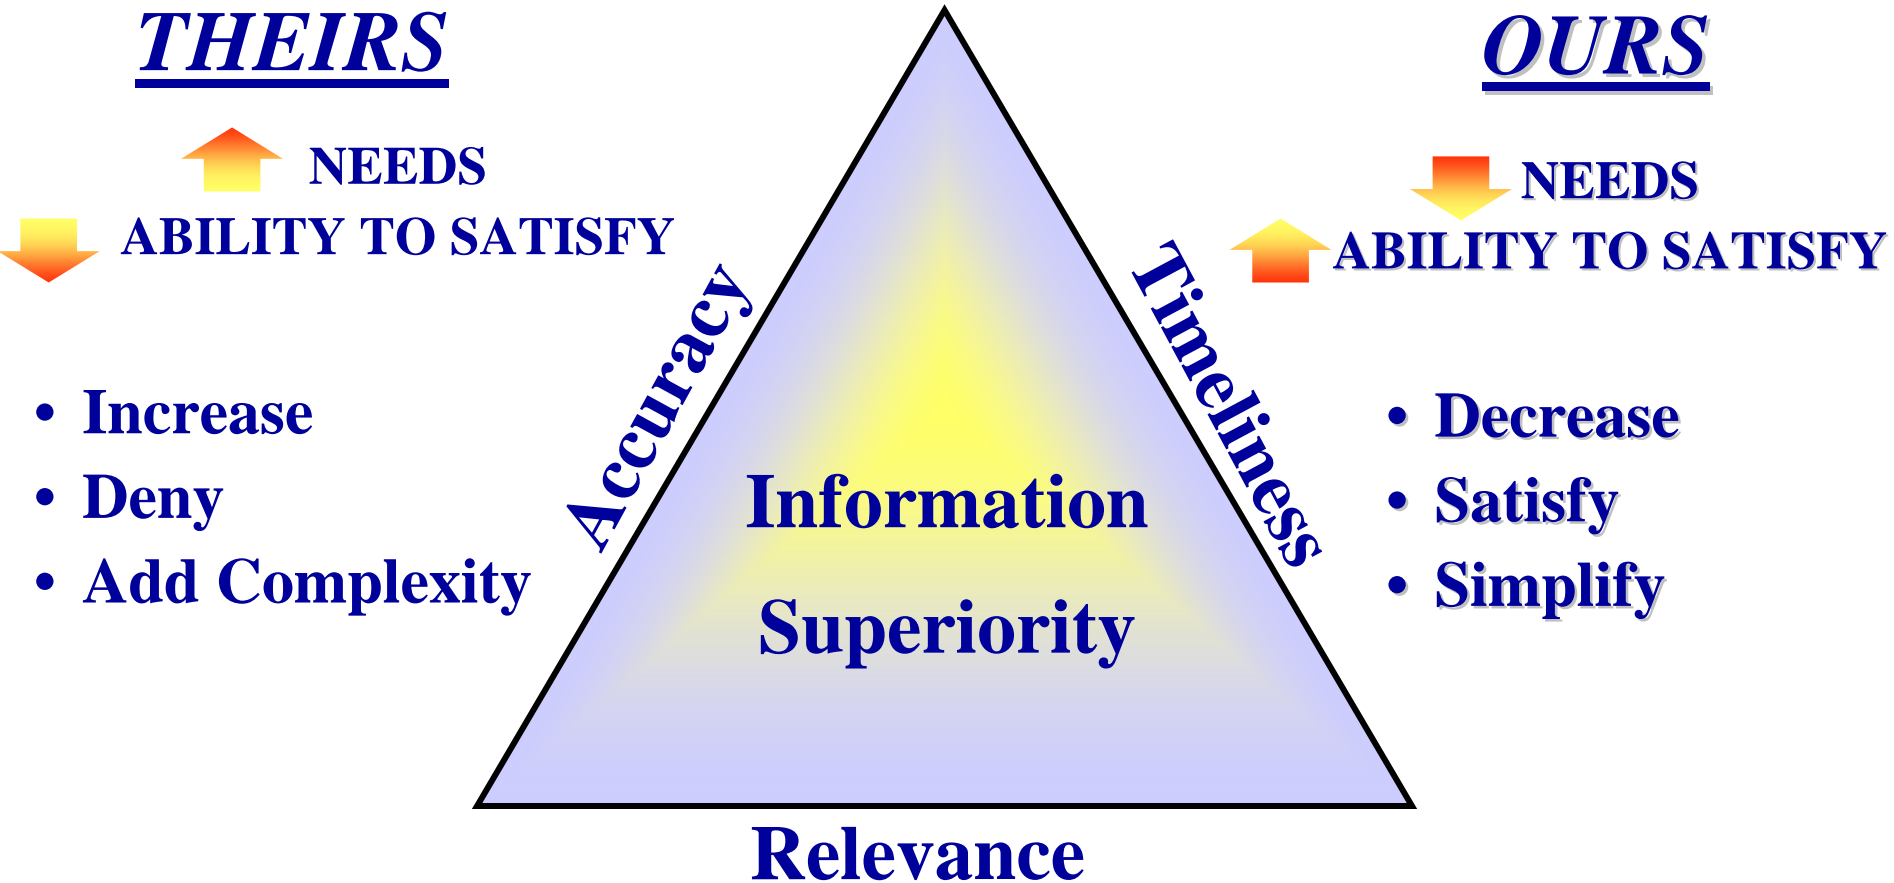 THEIRS
NEEDS
ABILITY TO SATISFY
• Increase
• Deny
• Add Complexity
Accuracy
Information
Superiority
Timeliness
Relevance
OURS
NEEDS
ABILITY TO SATISFY
• Decrease
• Satisfy
• Simplify